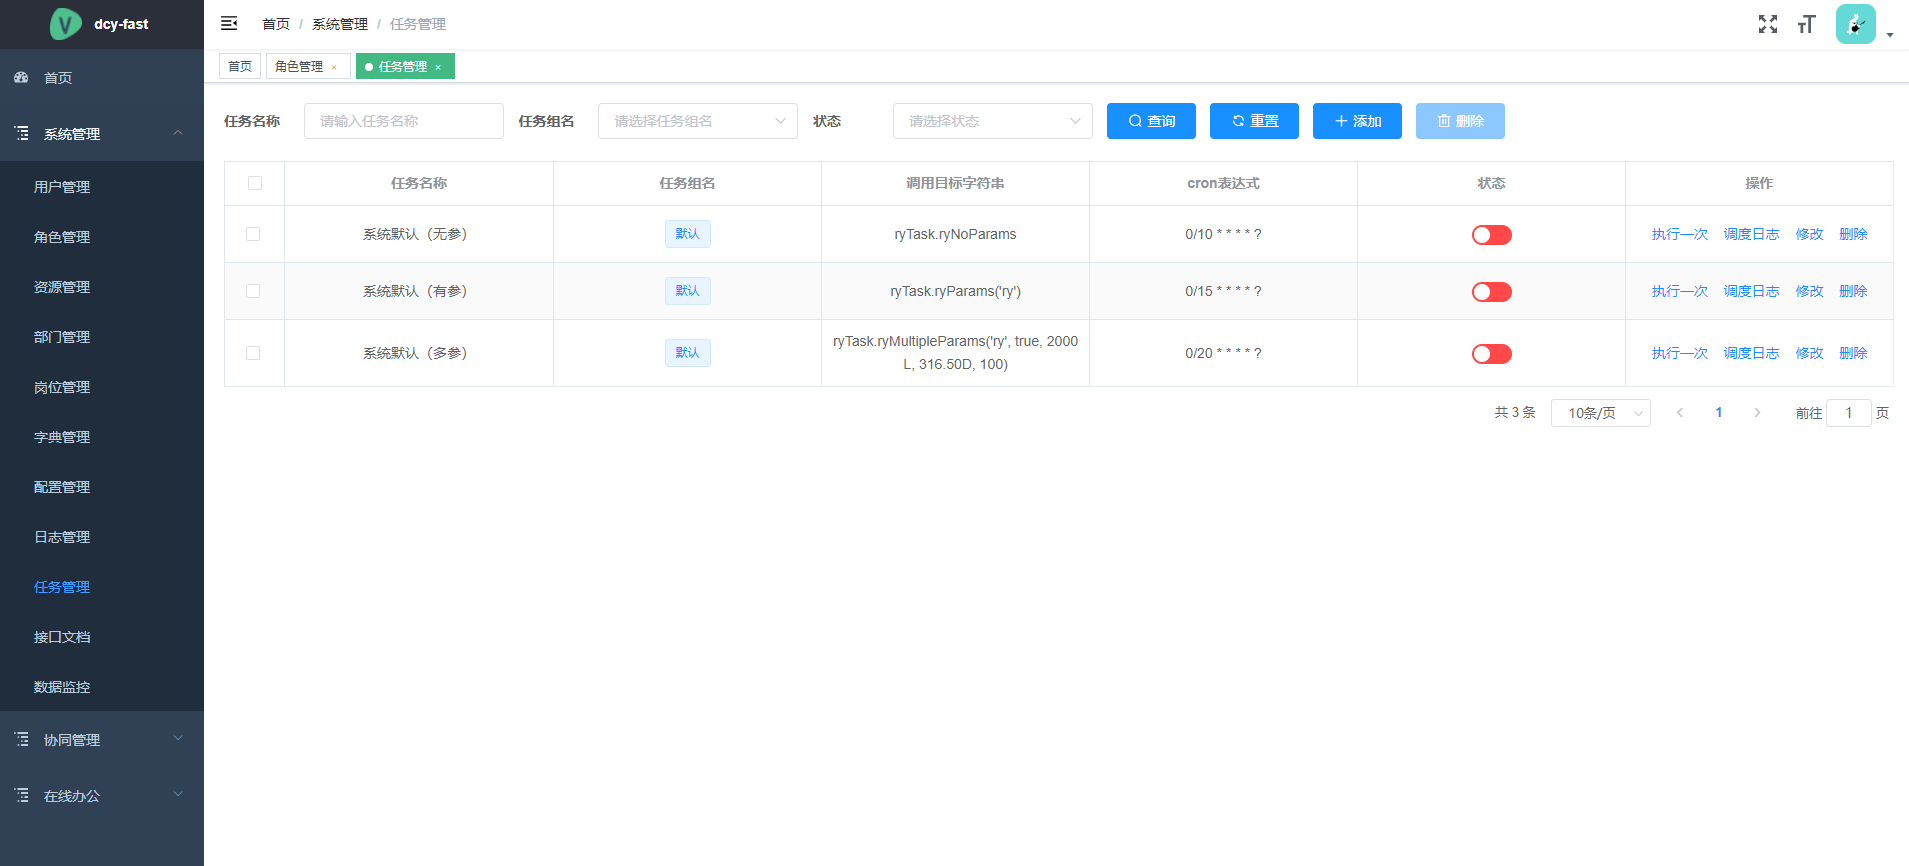 dcy-fast
首页 / 系统管理 / 任务管理
首页 角色管理 × 任务管理 ×
首页
系统管理
用户管理
角色管理
资源管理
部门管理
岗位管理
字典管理
配置管理
日志管理
任务管理
接口文档
数据监控
协同管理
在线办公
任务名称 请输入任务名称 任务组名 请选择任务组名 状态 请选择状态 查询 重置 添加 删除
任务名称 任务组名 调用目标字符串 cron表达式 状态 操作
系统默认（无参） 默认 ryTask.ryNoParams 0/10 * * * * ? 执行一次 调度日志 修改 删除
系统默认（有参） 默认 ryTask.ryParams('ry') 0/15 * * * * ? 执行一次 调度日志 修改 删除
系统默认（多参） 默认 ryTask.ryMultipleParams('ry', true, 2000
L, 316.50D, 100) 0/20 * * * * ? 执行一次 调度日志 修改 删除
共 3 条 10条/页 1 前往 1 页